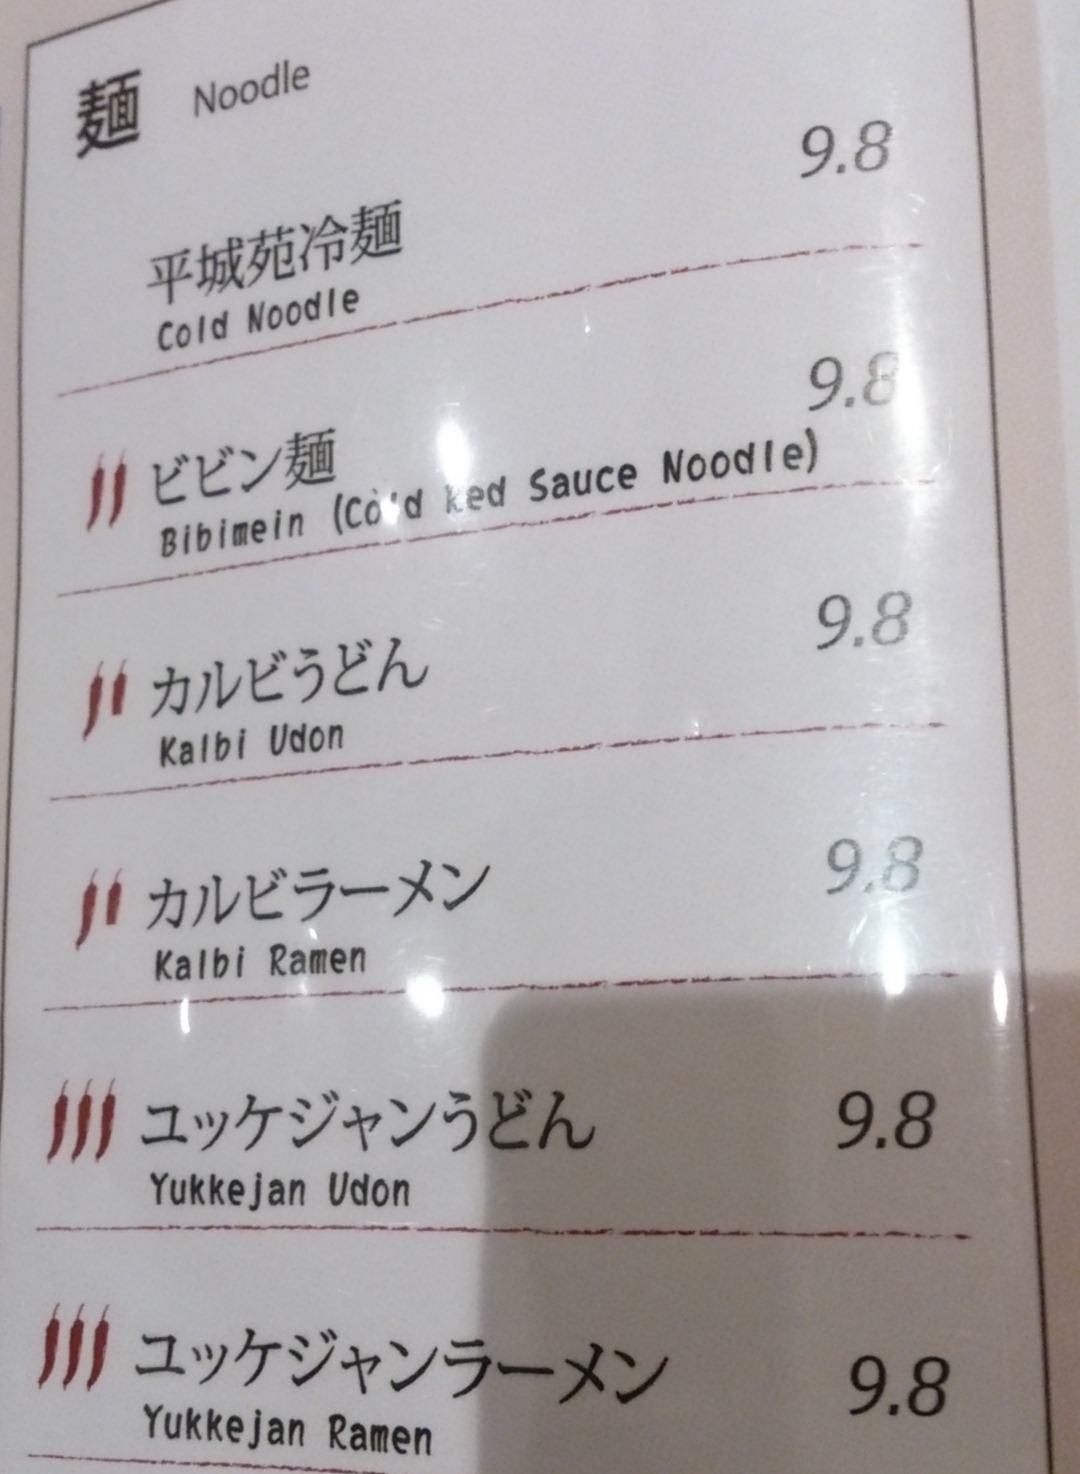 麺 Noodle
9.8
平城苑冷麺
Cold Noodle
9.8
ビビン麺
Bibimein (Cold Red Sauce Noodle)
9.8
カルビうどん
Kalbi Udon
9.8
カルビラーメン
Kalbi Ramen
ユッケジャンうどん 9.8
Yukkejan Udon
ユッケジャンラーメン 9.8
Yukkejan Ramen